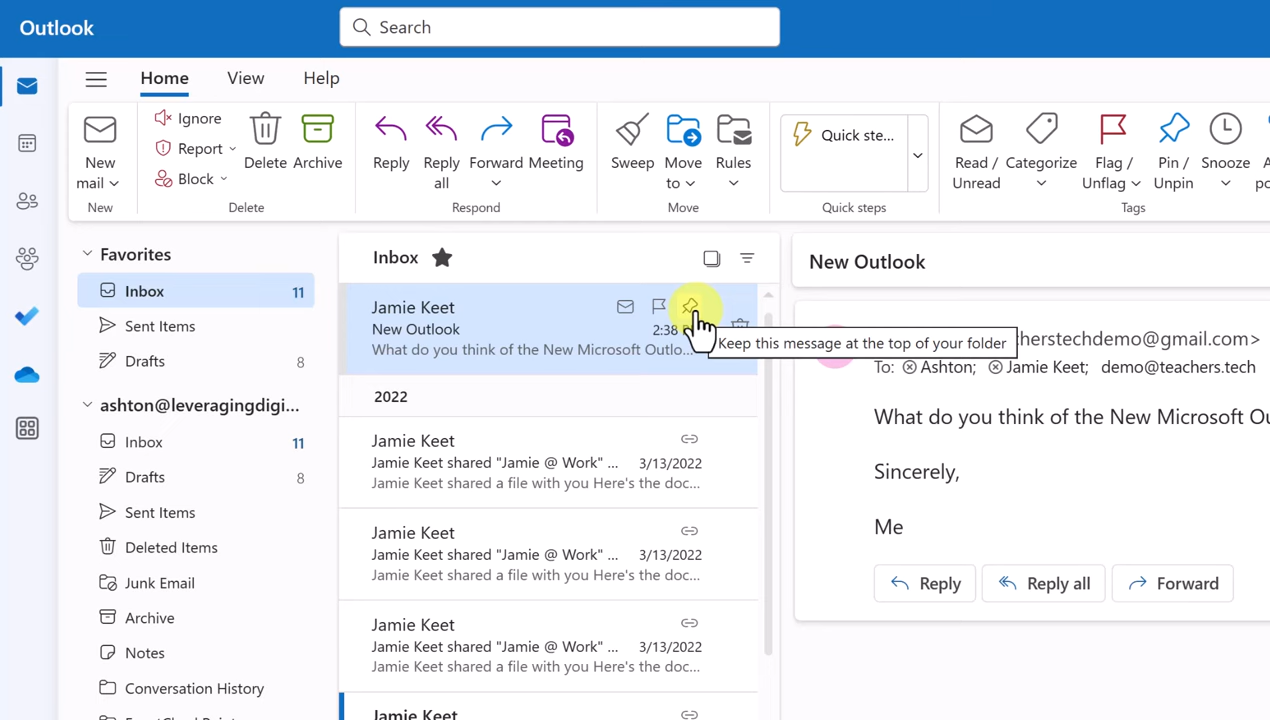 Outlook
Search
Home View Help
New
mail
New
Ignore
Report
Block
Delete Archive
Delete
Reply
Reply
all
Forward
Meeting
Respond
Sweep
Move
to
Rules
Move
Quick ste...
Quick steps
Read /
Unread
Categorize
Flag /
Unflag
Pin /
Unpin
Snooze
Tags
Favorites
Inbox 11
Sent Items
Drafts 8
ashton@leveragingdigi...
Inbox 11
Drafts 8
Sent Items
Deleted Items
Junk Email
Archive
Notes
Conversation History
Inbox
Jamie Keet
New Outlook 2:38
What do you think of the New Microsoft Outlo...
Keep this message at the top of your folder
2022
Jamie Keet
Jamie Keet shared "Jamie @ Work" ... 3/13/2022
Jamie Keet shared a file with you Here's the doc...
Jamie Keet
Jamie Keet shared "Jamie @ Work" ... 3/13/2022
Jamie Keet shared a file with you Here's the doc...
Jamie Keet
Jamie Keet shared "Jamie @ Work" ... 3/13/2022
Jamie Keet shared a file with you Here's the doc...
Jamie Keet
New Outlook
cherstechdemo@gmail.com>
To: Ashton; Jamie Keet; demo@teachers.tech
What do you think of the New Microsoft Ou
Sincerely,
Me
Reply Reply all Forward